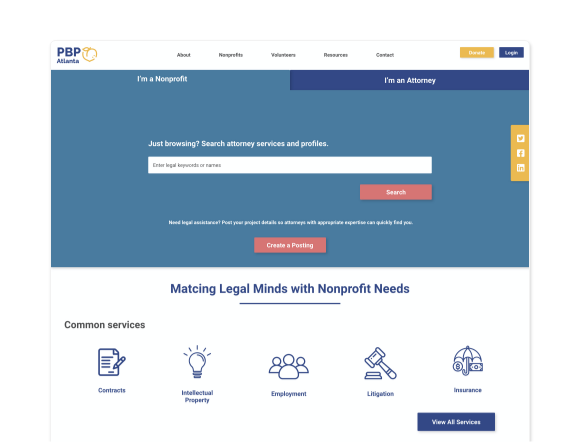 PBP
Atlanta
About
Nonprofits
Volunteers
Resources
Contact
Donate
Login
I'm a Nonprofit
I'm an Attorney
Just browsing? Search attorney services and profiles.
Enter legal keywords or names
Search
Need legal assistance? Post your project details so attorneys with appropriate expertise can quickly find you.
Create a Posting
Matcing Legal Minds with Nonprofit Needs
Common services
Contracts
Intellectual
Property
Employment
Litigation
Insurance
View All Services